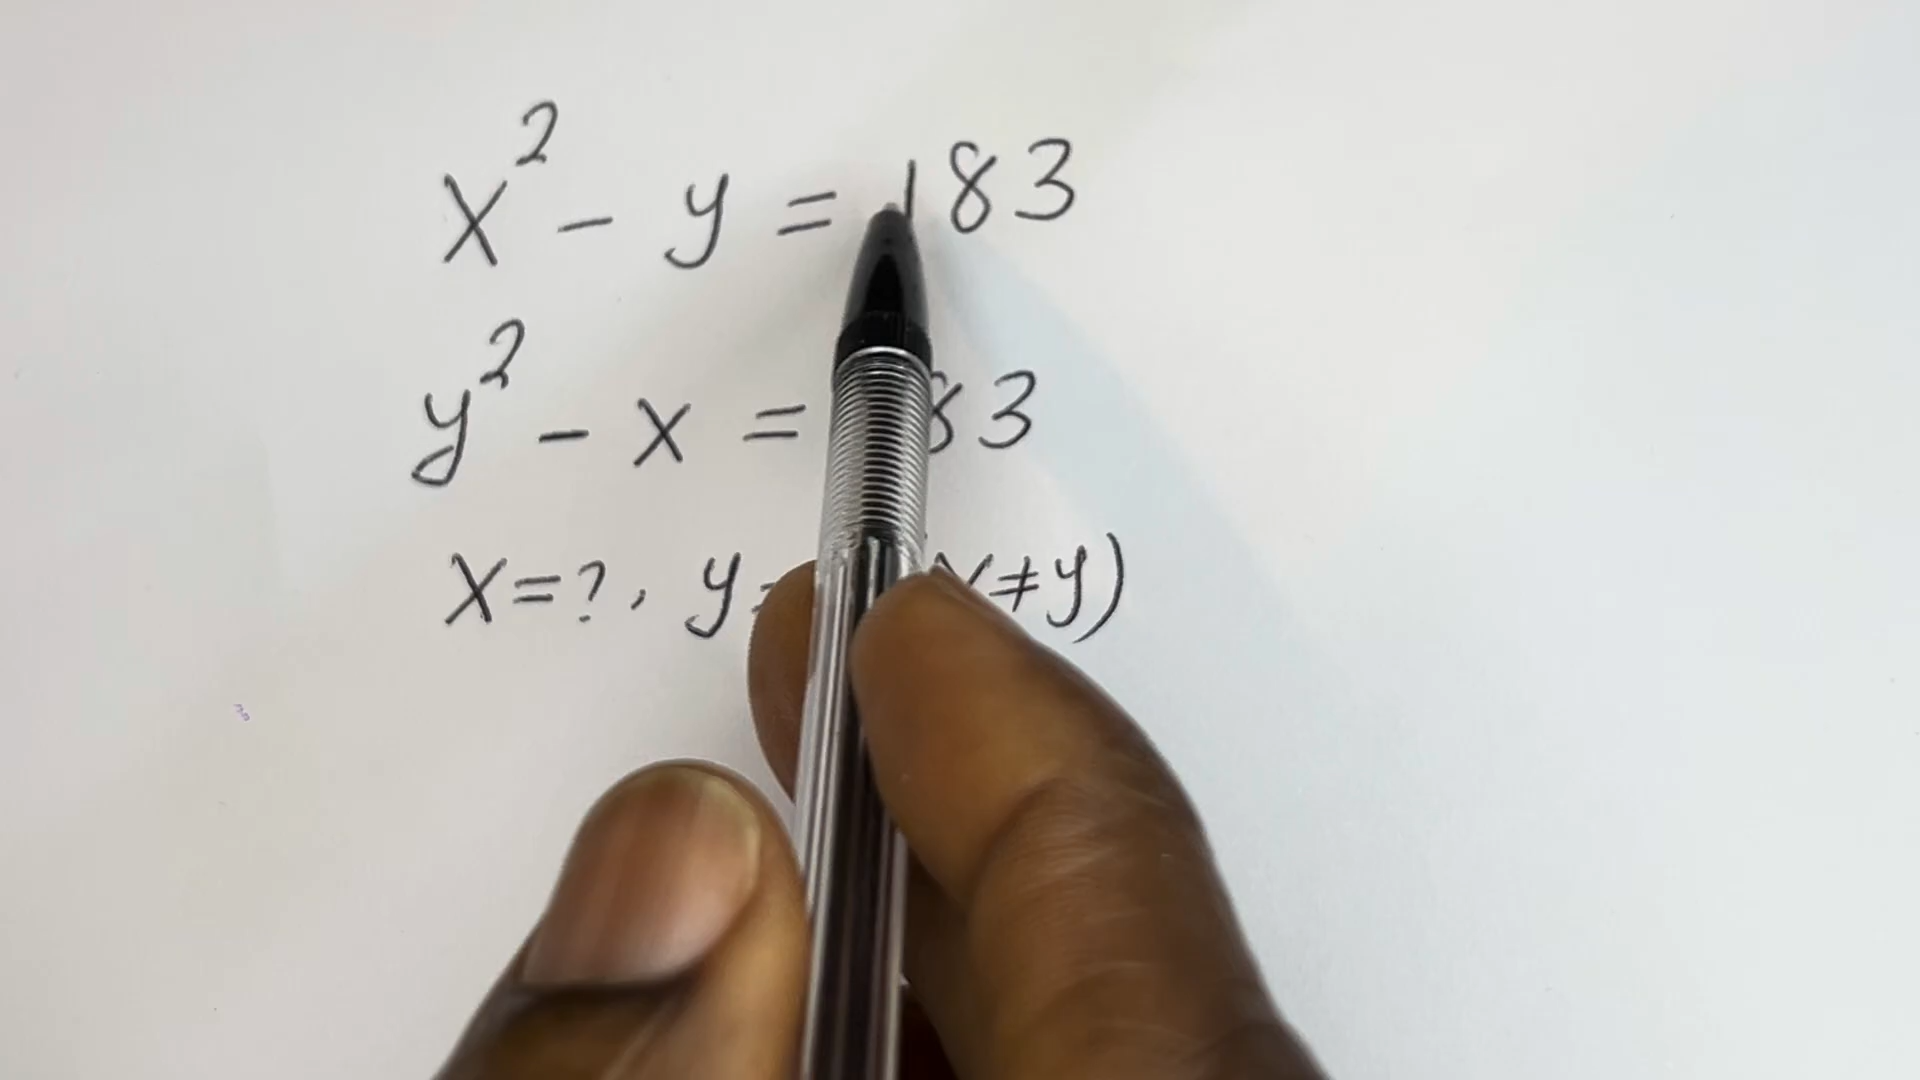 x² - y = 183
y² - x = 83
x=?, y= x≠y)